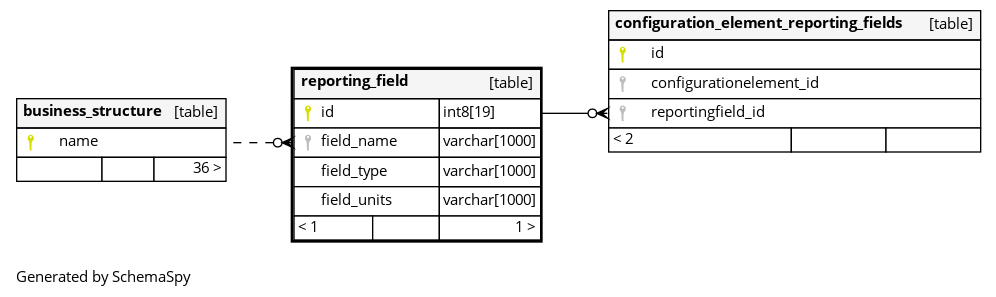 business_structure [table]
name
36 >
reporting_field [table]
id int8[19]
field_name varchar[1000]
field_type varchar[1000]
field_units varchar[1000]
< 1 1 >
configuration_element_reporting_fields [table]
id
configurationelement_id
reportingfield_id
< 2
Generated by SchemaSpy